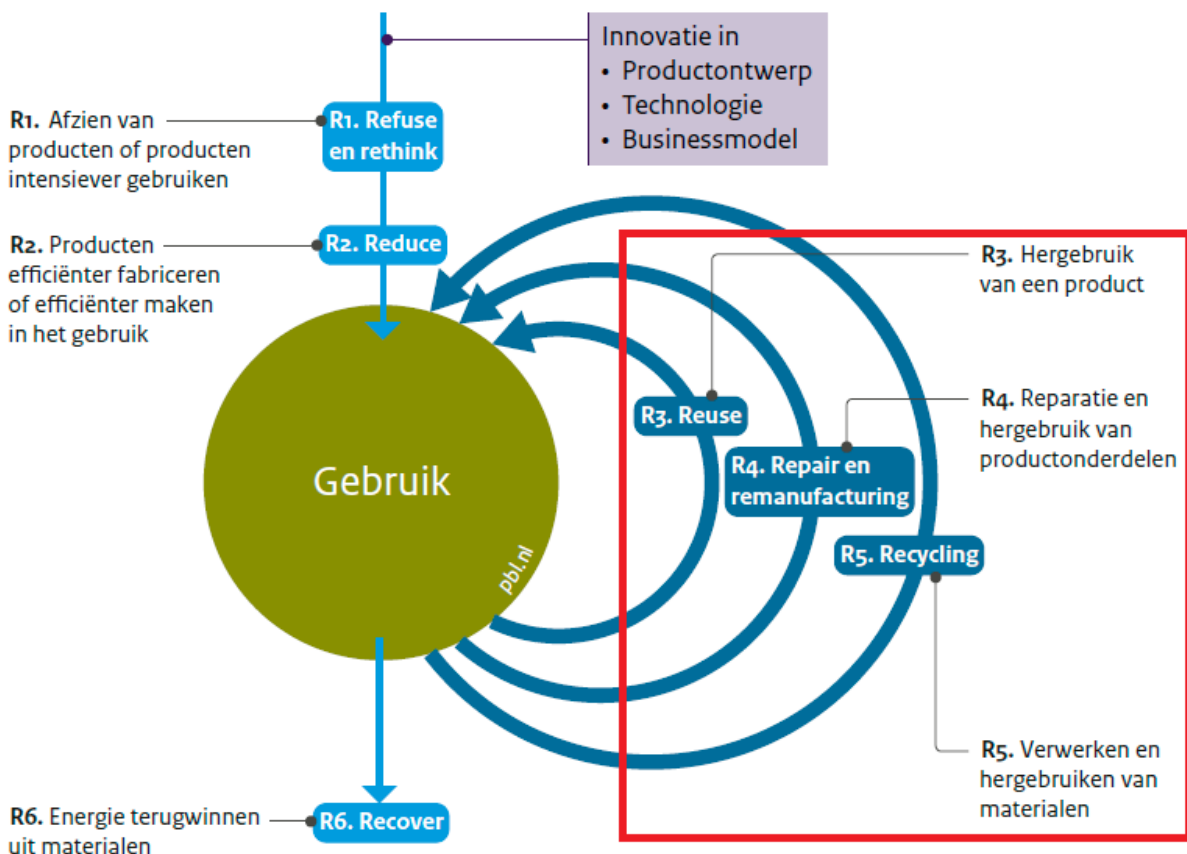 Innovatie in
• Productontwerp
• Technologie
• Businessmodel
R1. Afzien van
producten of producten
intensiever gebruiken
R1. Refuse
en rethink
R2. Producten
efficiënter fabriceren
of efficiënter maken
in het gebruik
R2. Reduce
R3. Hergebruik
van een product
R3. Reuse
R4. Reparatie en
hergebruik van
productonderdelen
R4. Repair en
remanufacturing
Gebruik
pbl.nl
R5. Recycling
R5. Verwerken en
hergebruiken van
materialen
R6. Energie terugwinnen
uit materialen
R6. Recover